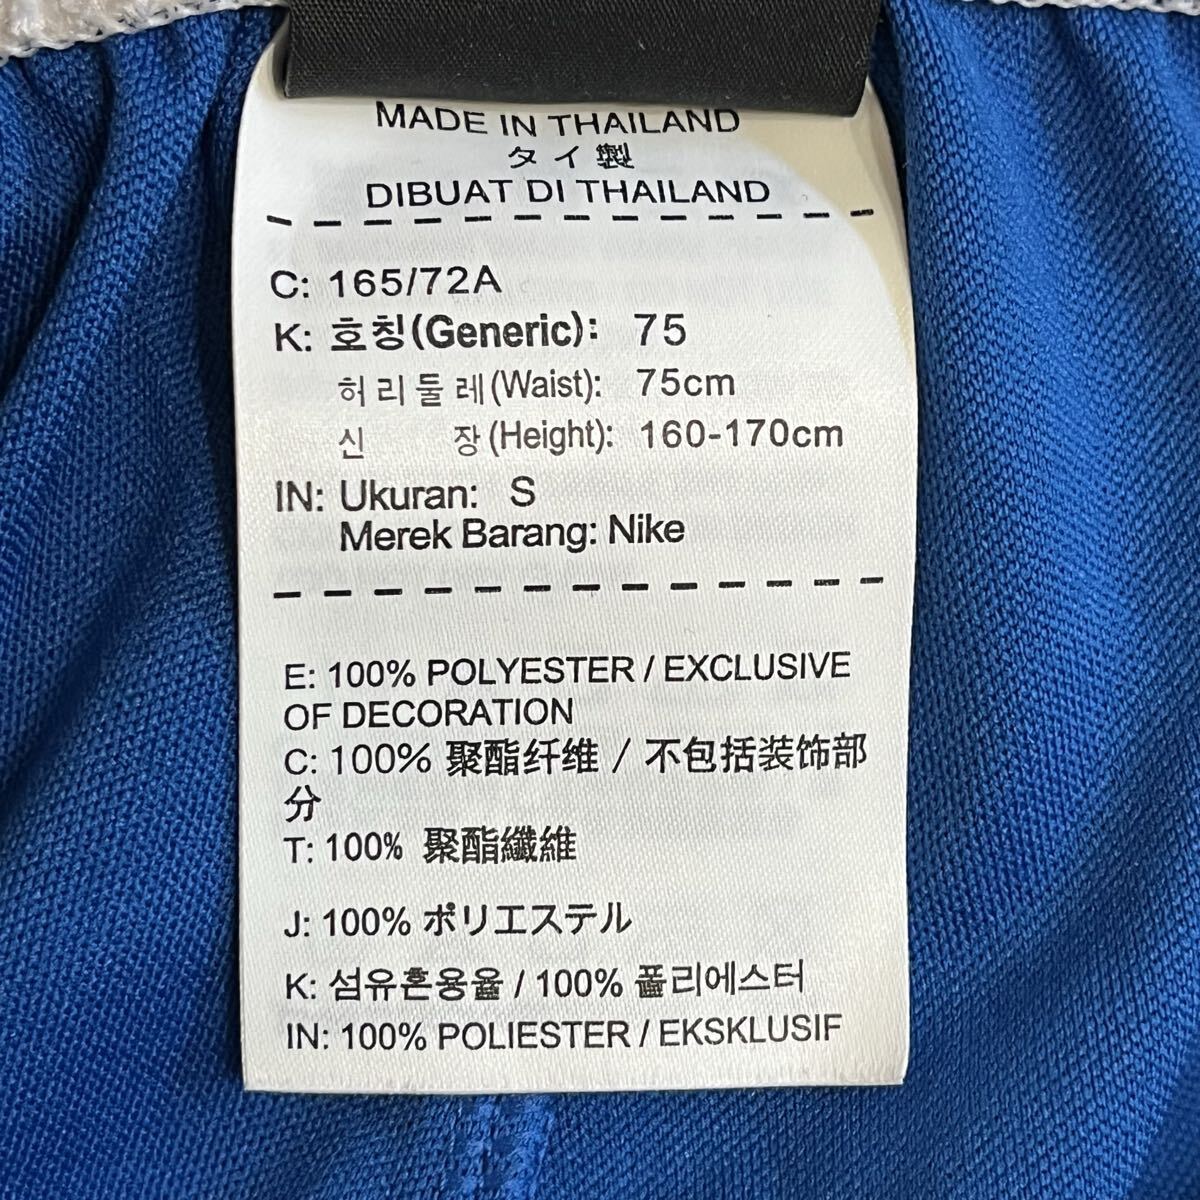 MADE IN THAILAND
タイ製
DIBUAT DI THAILAND
C: 165/72A
K: 호칭(Generic): 75
허리둘레(Waist): 75cm
신 장(Height): 160-170cm
IN: Ukuran: S
Merek Barang: Nike
E: 100% POLYESTER / EXCLUSIVE
OF DECORATION
C: 100% 聚酯纤维 / 不包括装饰部
分
T: 100% 聚酯纖維
J: 100% ポリエステル
K: 섬유혼용율 / 100% 폴리에스터
IN: 100% POLIESTER / EKSKLUSIF